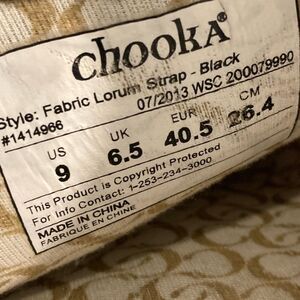 chooka®
Style: Fabric Lorum Strap - Black
#1414966 07/2013 WSC 200079990
US UK EUR CM
9 6.5 40.5 26.4
This Product is Copyright Protected
For Info Contact: 1-253-234-3000
MADE IN CHINA
FABRIQUE EN CHINE